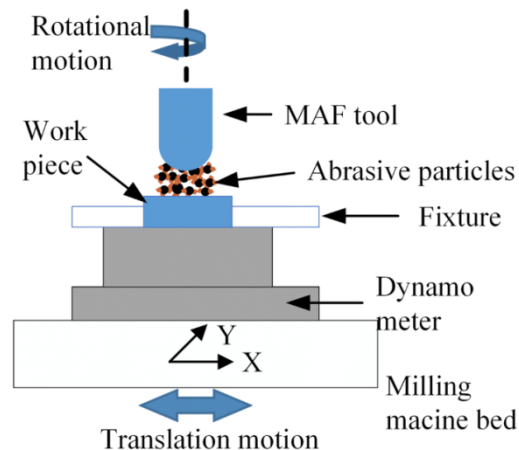 Rotational
motion
MAF tool
Work
piece
Abrasive particles
Fixture
Dynamo
meter
Y
X
Milling
macine bed
Translation motion